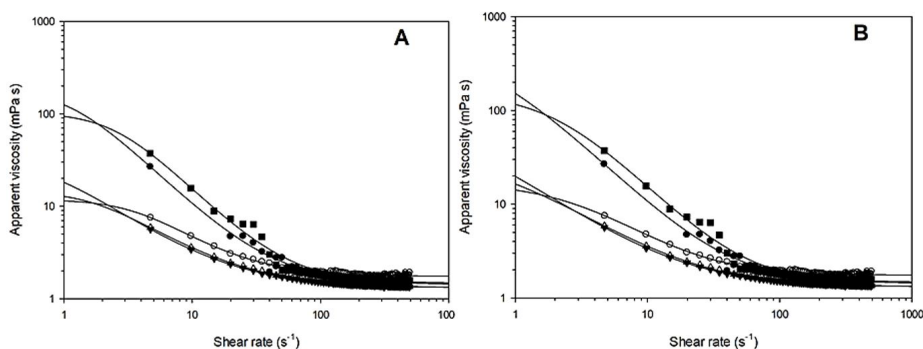 A
1000
100
10
1
Apparent viscosity (mPa s)
1 10 100 100
Shear rate (s⁻¹)
B
1000
100
10
1
Apparent viscosity (mPa s)
1 10 100 1000
Shear rate (s⁻¹)